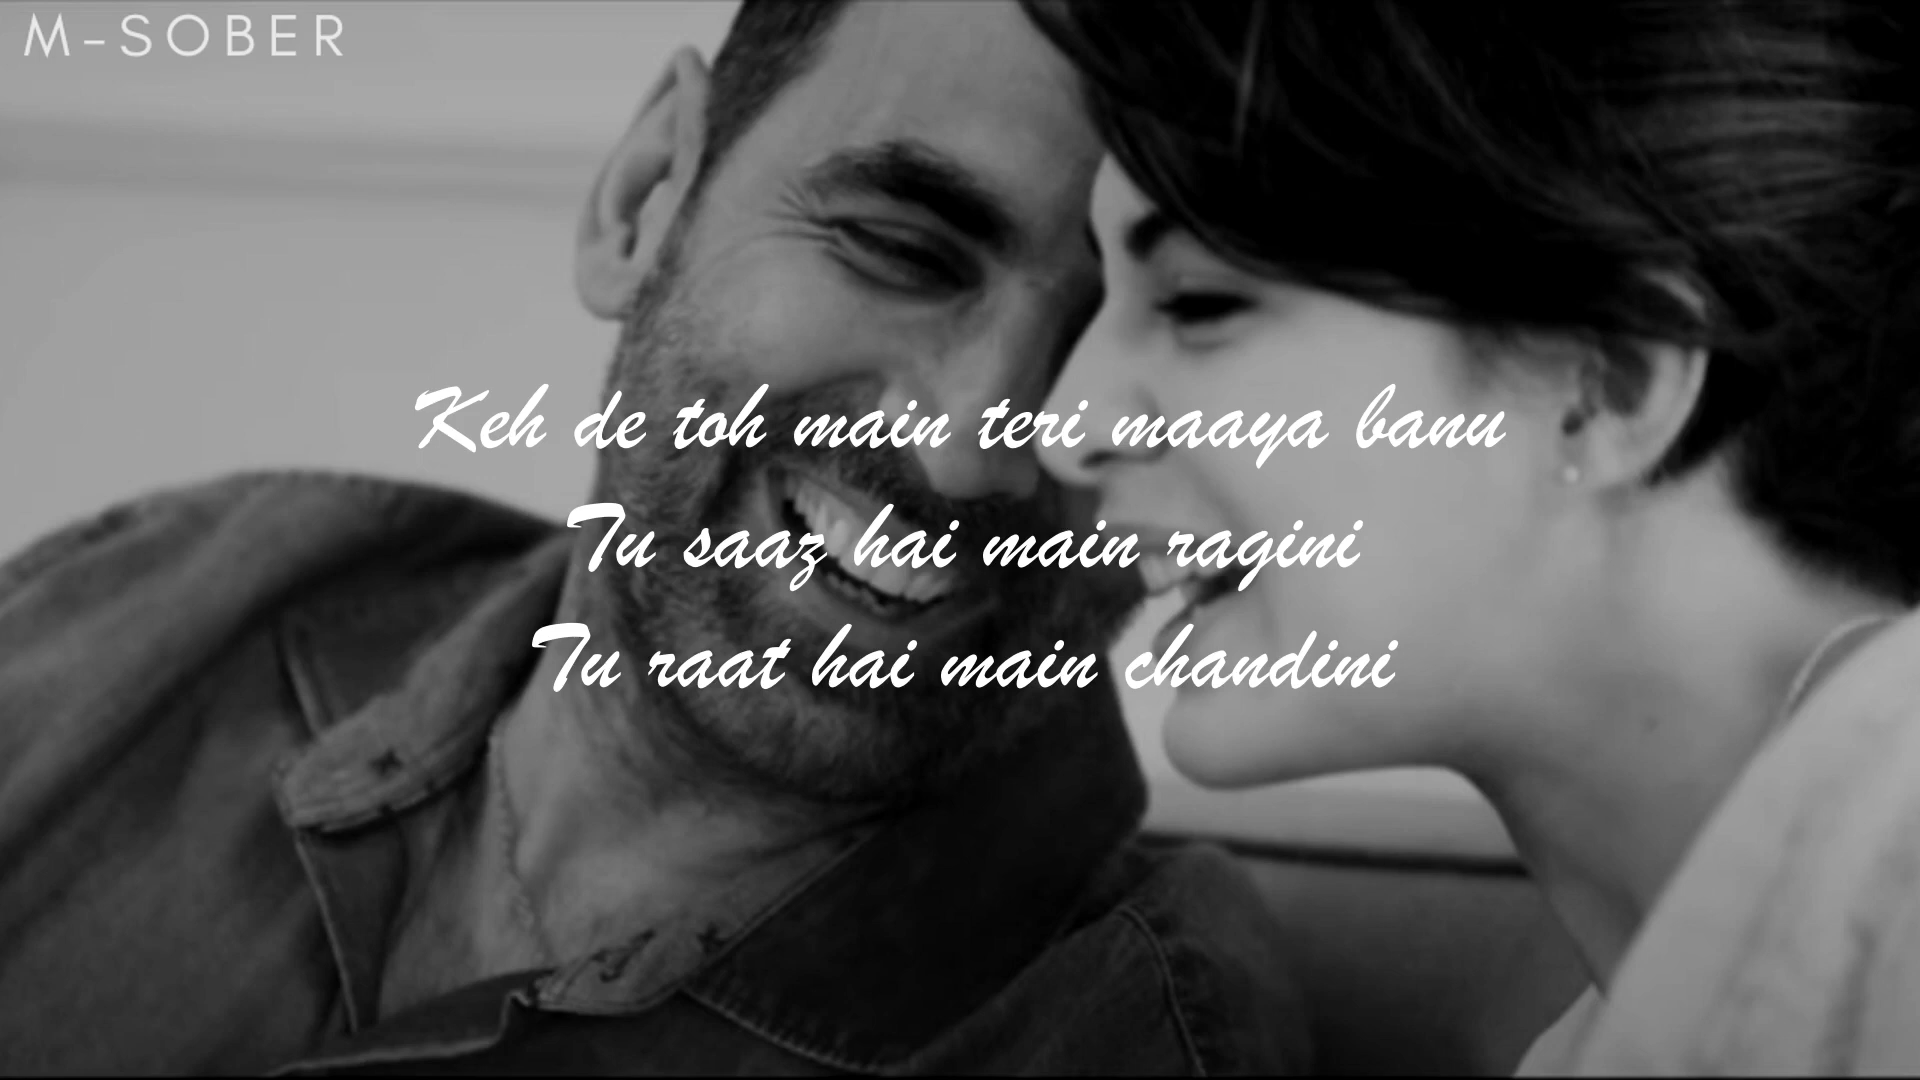 M-SOBER
Keh de toh main teri maaya banu
Tu saaz hai main ragini
Tu raat hai main chandini